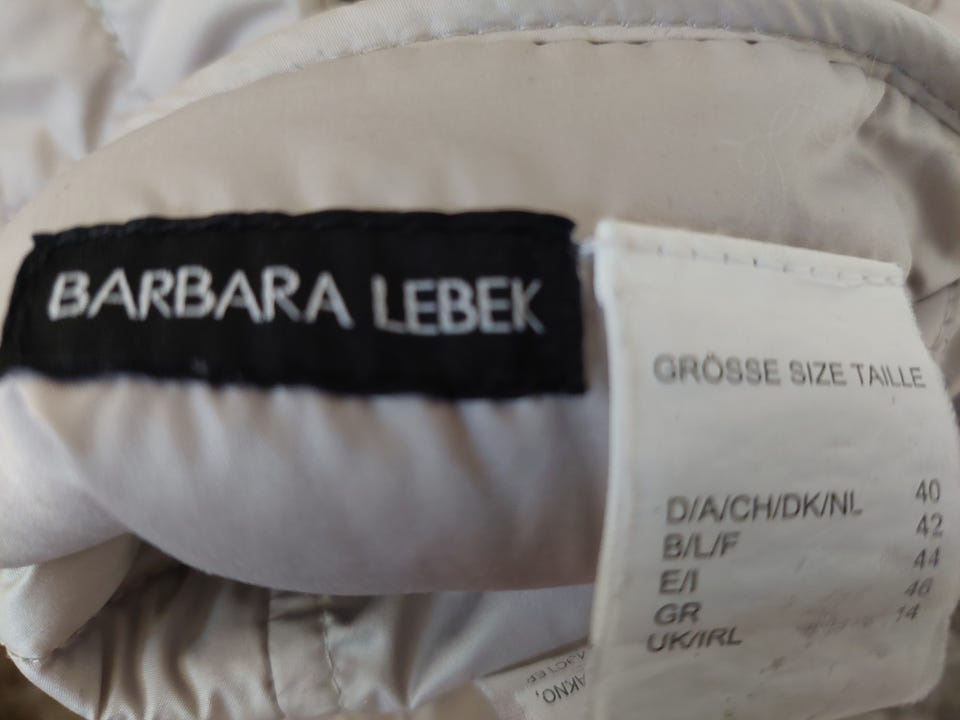 BARBARA LEBEK
GRÖSSE SIZE TAILLE
D/A/CH/DK/NL 40
B/L/F 42
E/I 44
GR 46
UK/IRL 14